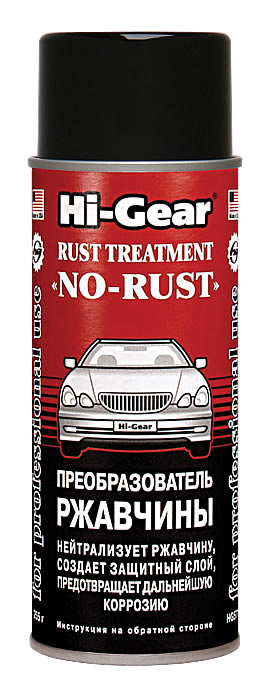 Hi-Gear®
RUST TREATMENT
«NO-RUST»
for professional use
for professional use
Hi-Gear
ПРЕОБРАЗОВАТЕЛЬ
РЖАВЧИНЫ
НЕЙТРАЛИЗУЕТ РЖАВЧИНУ,
СОЗДАЕТ ЗАЩИТНЫЙ СЛОЙ,
ПРЕДОТВРАЩАЕТ ДАЛЬНЕЙШУЮ
КОРРОЗИЮ
Инструкция на обратной стороне